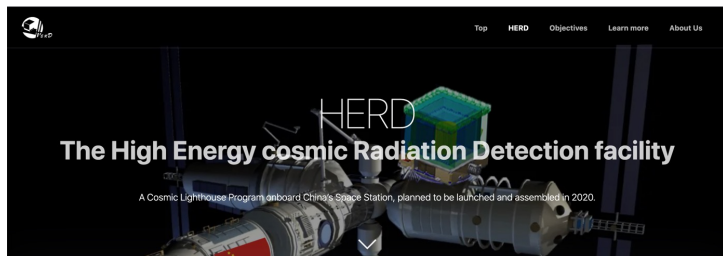 HERD
Top HERD Objectives Learn more About Us
HERD
The High Energy cosmic Radiation Detection facility
A Cosmic Lighthouse Program onboard China's Space Station, planned to be launched and assembled in 2020.